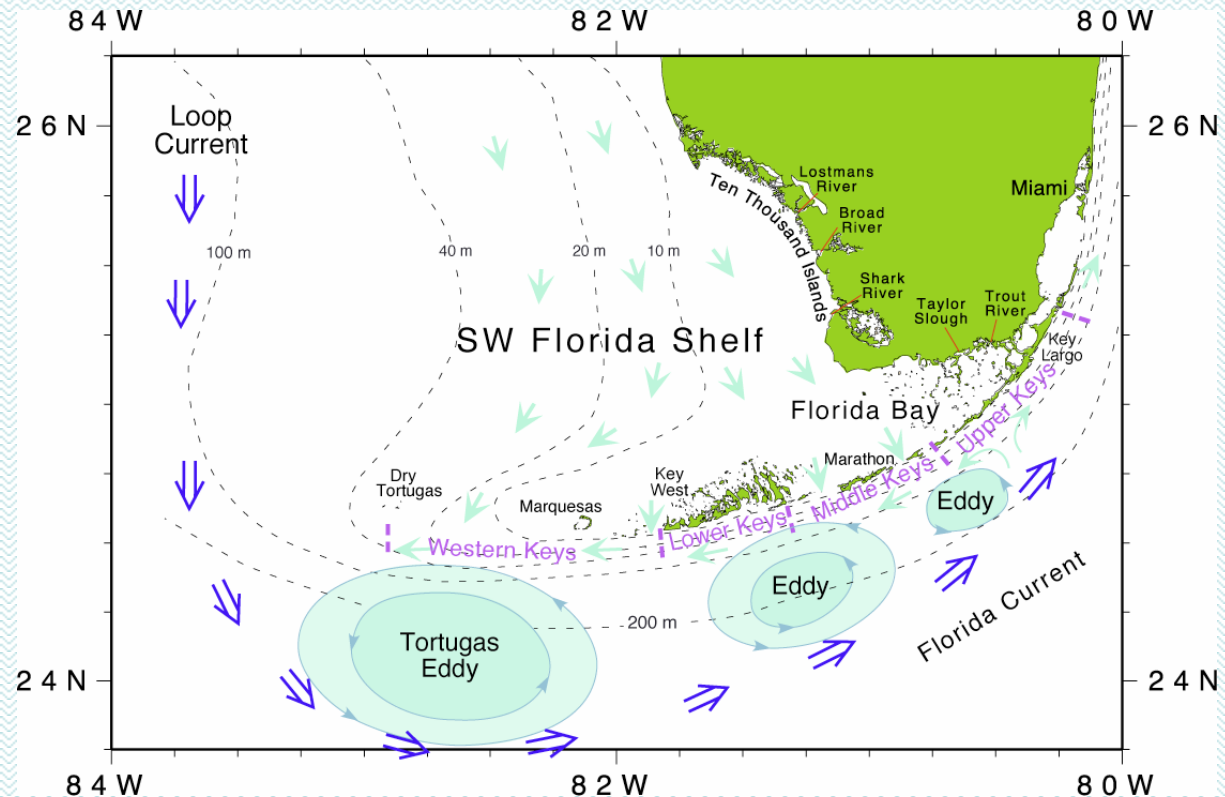 84W
82W
80W
26N
26N
Loop
Current
Lostmans
River
Ten Thousand Islands
Broad
River
Miami
100 m
40 m
20 m
10 m
Shark
River
Taylor
Slough
Trout
River
SW Florida Shelf
Key
Largo
Florida Bay
Upper Keys
Dry
Tortugas
Key
West
Marathon
Marquesas
Middle Keys
Eddy
Western Keys
Lower Keys
Eddy
Florida Current
200 m
Tortugas
Eddy
24N
24N
84W
82W
80W